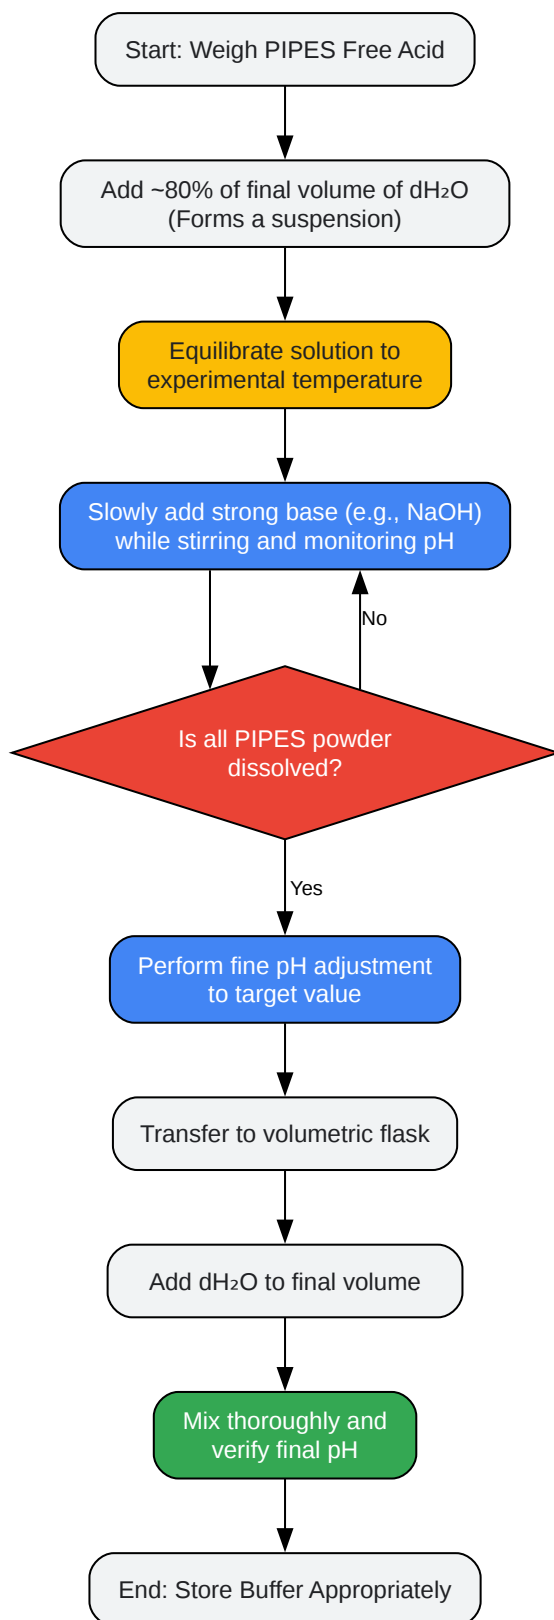 Start: Weigh PIPES Free Acid
Add ~80% of final volume of dH₂O
(Forms a suspension)
Equilibrate solution to
experimental temperature
Slowly add strong base (e.g., NaOH)
while stirring and monitoring pH
No
Is all PIPES powder
dissolved?
Yes
Perform fine pH adjustment
to target value
Transfer to volumetric flask
Add dH₂O to final volume
Mix thoroughly and
verify final pH
End: Store Buffer Appropriately